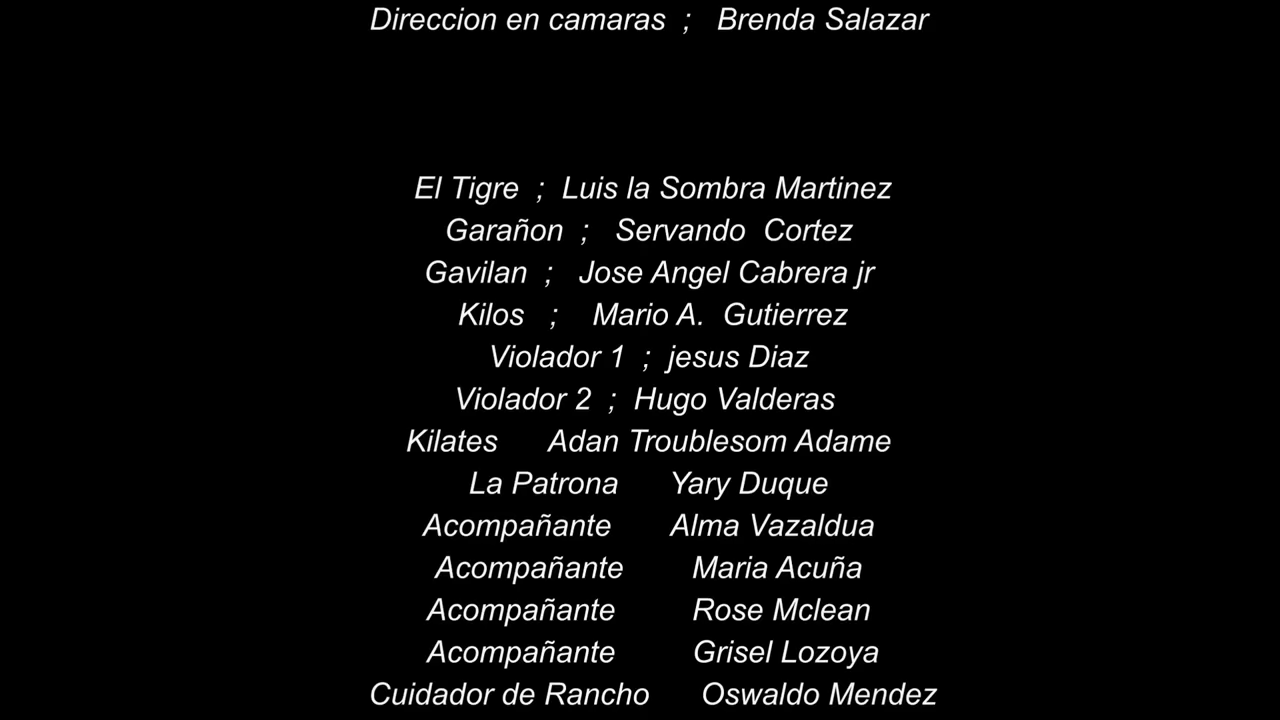 Direccion en camaras ; Brenda Salazar
El Tigre ; Luis la Sombra Martinez
Garañon ; Servando Cortez
Gavilan ; Jose Angel Cabrera jr
Kilos ; Mario A. Gutierrez
Violador 1 ; jesus Diaz
Violador 2 ; Hugo Valderas
Kilates Adan Troublesom Adame
La Patrona Yary Duque
Acompañante Alma Vazaldua
Acompañante Maria Acuña
Acompañante Rose Mclean
Acompañante Grisel Lozoya
Cuidador de Rancho Oswaldo Mendez